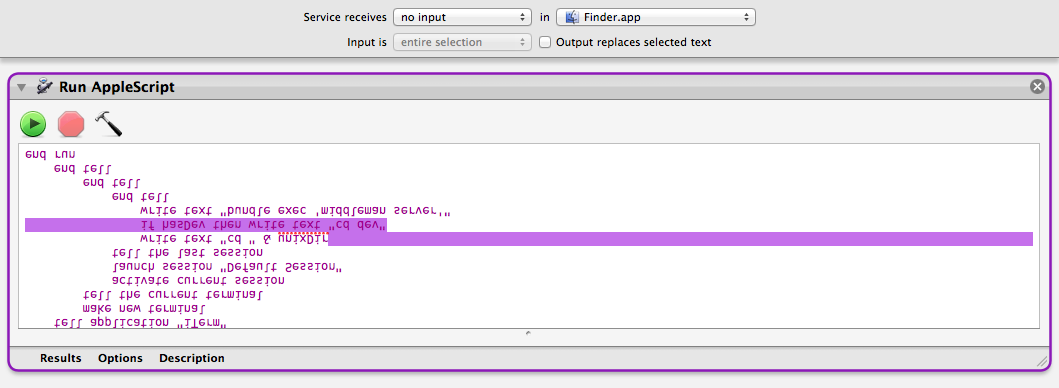 Service receives no input in Finder.app
Input is entire selection Output replaces selected text
Run AppleScript
tell application "iTerm"
make new terminal
tell the current terminal
activate current session
launch session "Default Session"
tell the last session
write text "cd " & unixDir
if hasDev then write text "cd dev"
write text "bundle exec 'middleman server'"
end tell
end tell
end tell
end run
Results Options Description